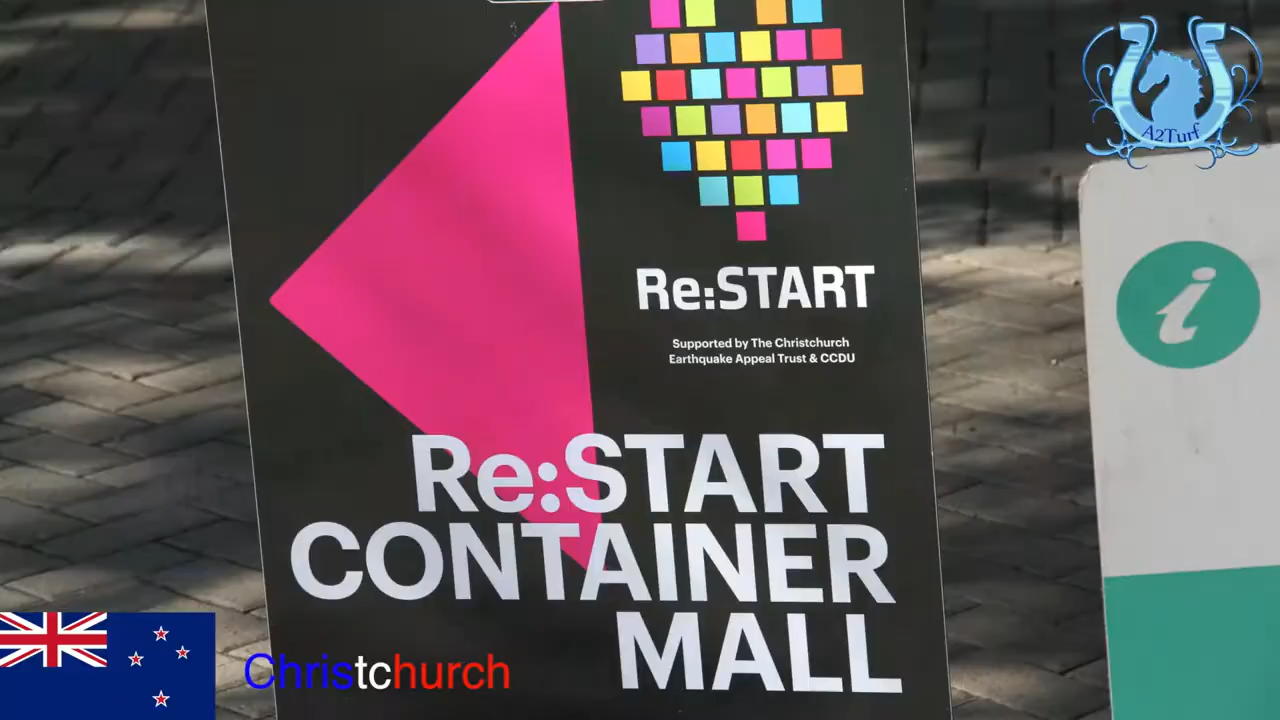 A2Turf
i
Re:START
Supported by The Christchurch
Earthquake Appeal Trust & CCDU
Re:START
CONTAINER
MALL
Christchurch